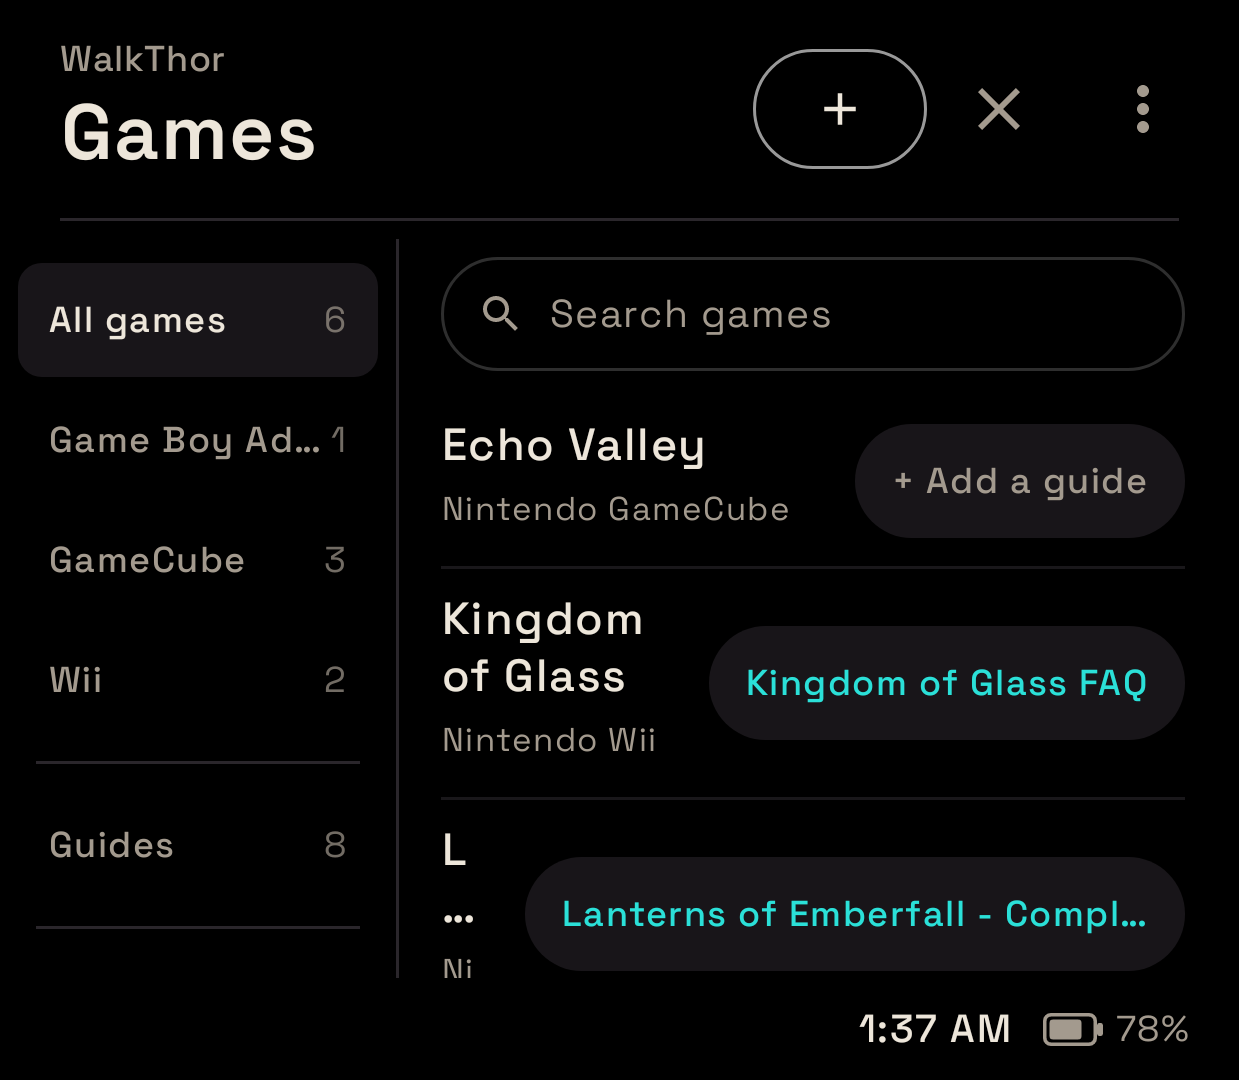 WalkThor
Games
+
All games 6
Game Boy Ad... 1
GameCube 3
Wii 2
Guides 8
Search games
Echo Valley
Nintendo GameCube
+ Add a guide
Kingdom
of Glass
Nintendo Wii
Kingdom of Glass FAQ
L
...
Ni
Lanterns of Emberfall - Compl...
1:37 AM 78%